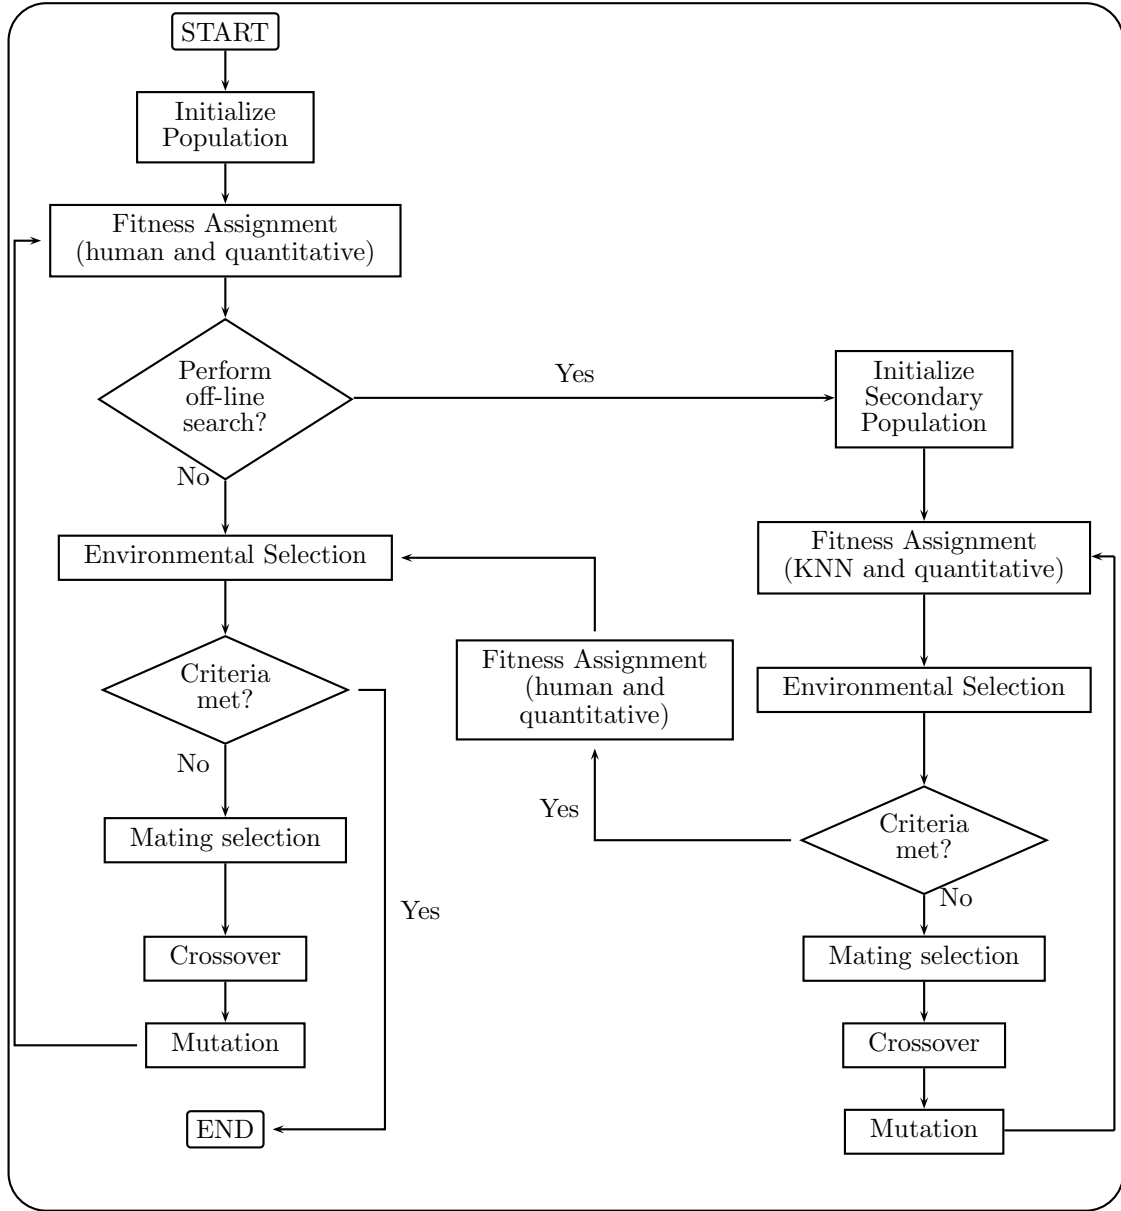 START
Initialize
Population
Fitness Assignment
(human and quantitative)
Perform
off-line
search?
Yes
No
Initialize
Secondary
Population
Environmental Selection
Fitness Assignment
(KNN and quantitative)
Criteria
met?
No
Yes
Fitness Assignment
(human and
quantitative)
Environmental Selection
Mating selection
Yes
Criteria
met?
No
Crossover
Mating selection
Mutation
Crossover
END
Mutation